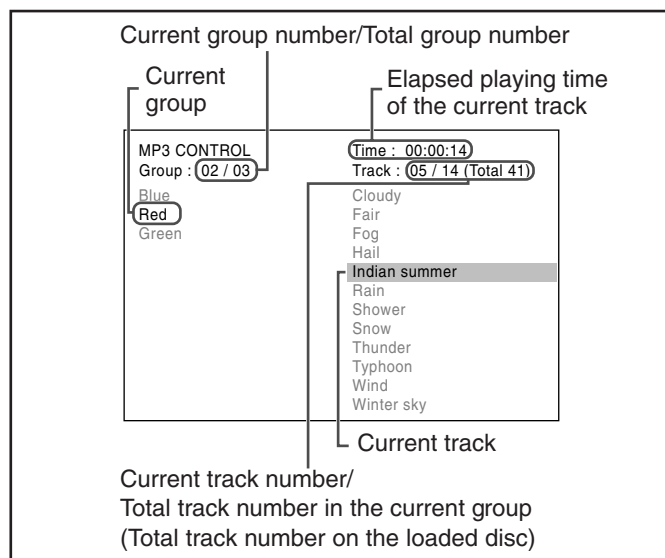 Current group number/Total group number
Current
group
Elapsed playing time
of the current track
MP3 CONTROL
Group : 02 / 03
Blue
Red
Green
Time : 00:00:14
Track : 05 / 14 (Total 41)
Cloudy
Fair
Fog
Hail
Indian summer
Rain
Shower
Snow
Thunder
Typhoon
Wind
Winter sky
Current track
Current track number/
Total track number in the current group
(Total track number on the loaded disc)